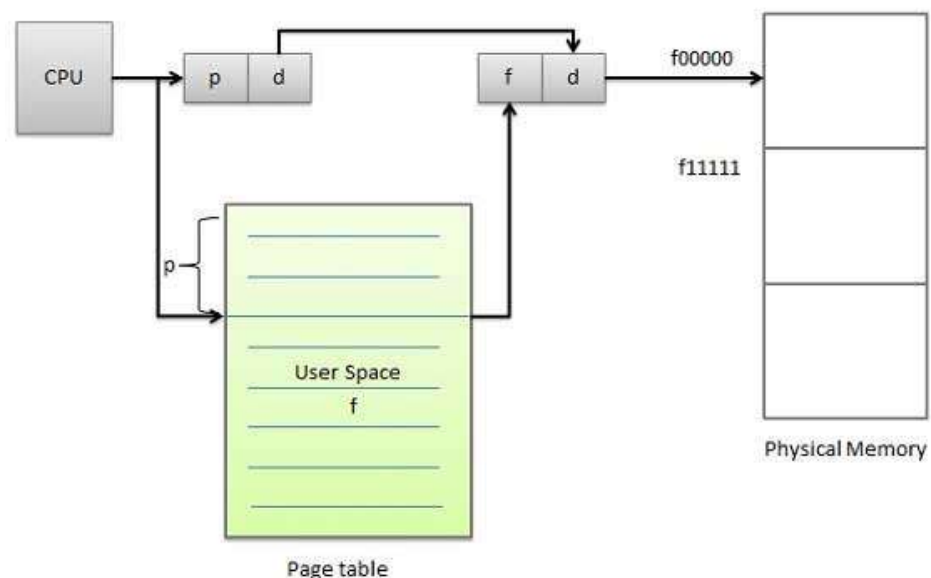 CPU
p d
f d
f00000
f11111
p
User Space
f
Physical Memory
Page table